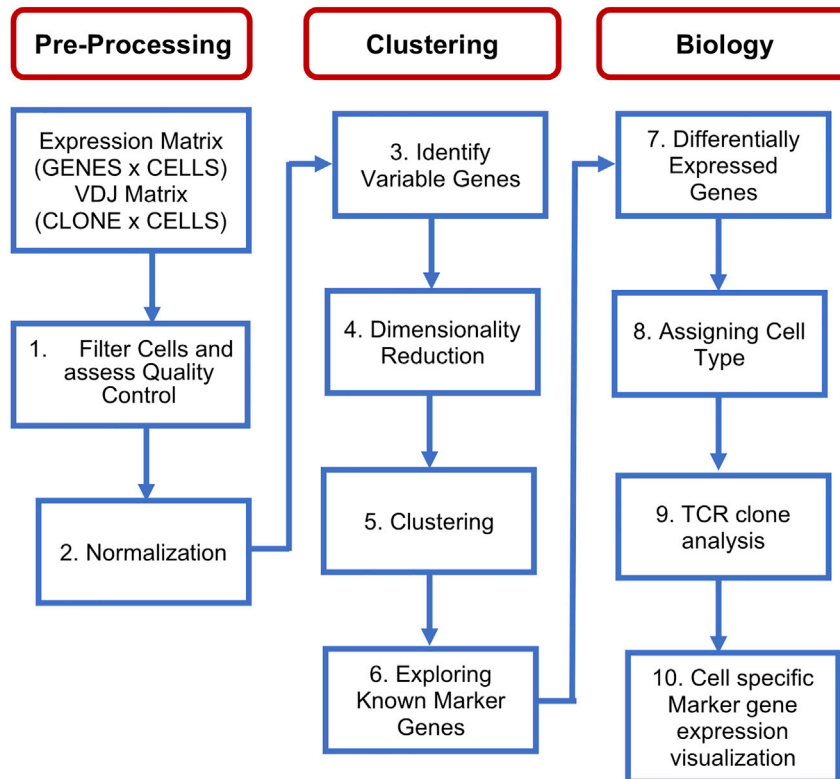 Pre-Processing
Clustering
Biology
Expression Matrix
(GENES x CELLS)
VDJ Matrix
(CLONE x CELLS)
1. Filter Cells and
assess Quality
Control
2. Normalization
3. Identify
Variable Genes
4. Dimensionality
Reduction
5. Clustering
6. Exploring
Known Marker
Genes
7. Differentially
Expressed
Genes
8. Assigning Cell
Type
9. TCR clone
analysis
10. Cell specific
Marker gene
expression
visualization